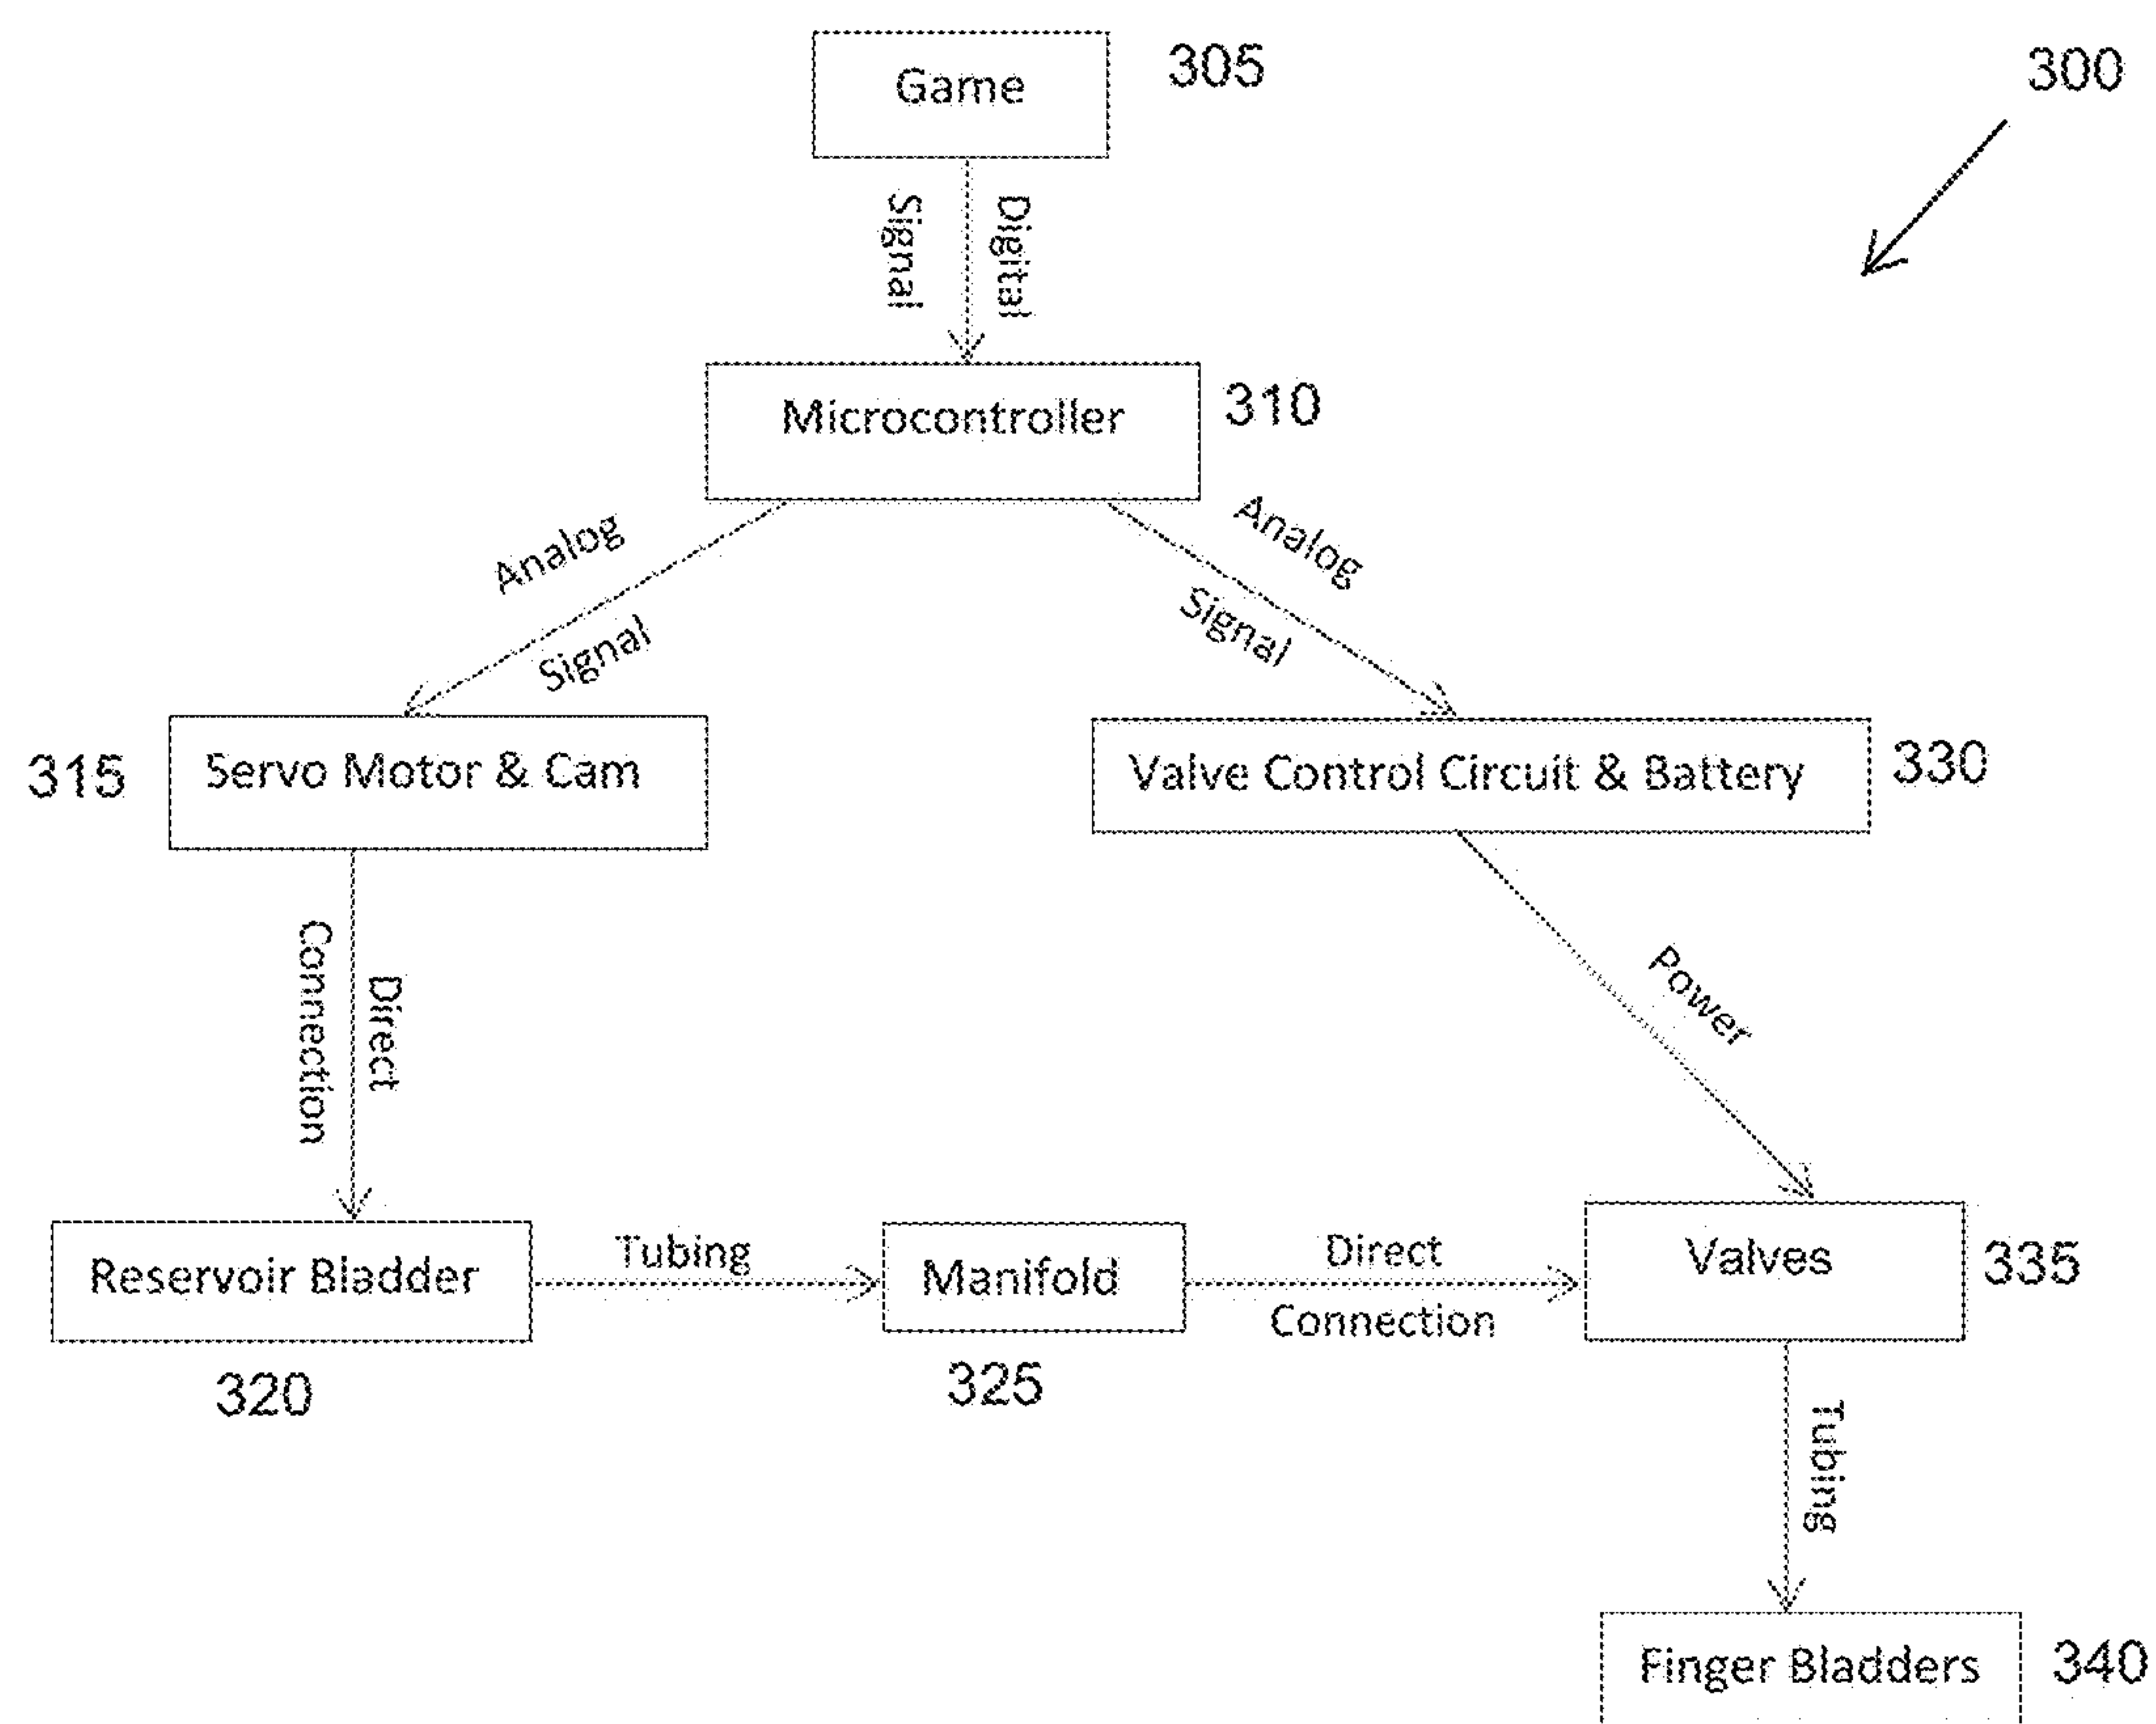 Game
305
300
Digital
Signal
Microcontroller
310
Analog
Signal
Analog
Signal
315
Servo Motor & Cam
Valve Control Circuit & Battery
330
Direct
Connection
Power
Reservoir Bladder
320
Tubing
Manifold
325
Direct
Connection
Valves
335
Tubing
Finger Bladders
340